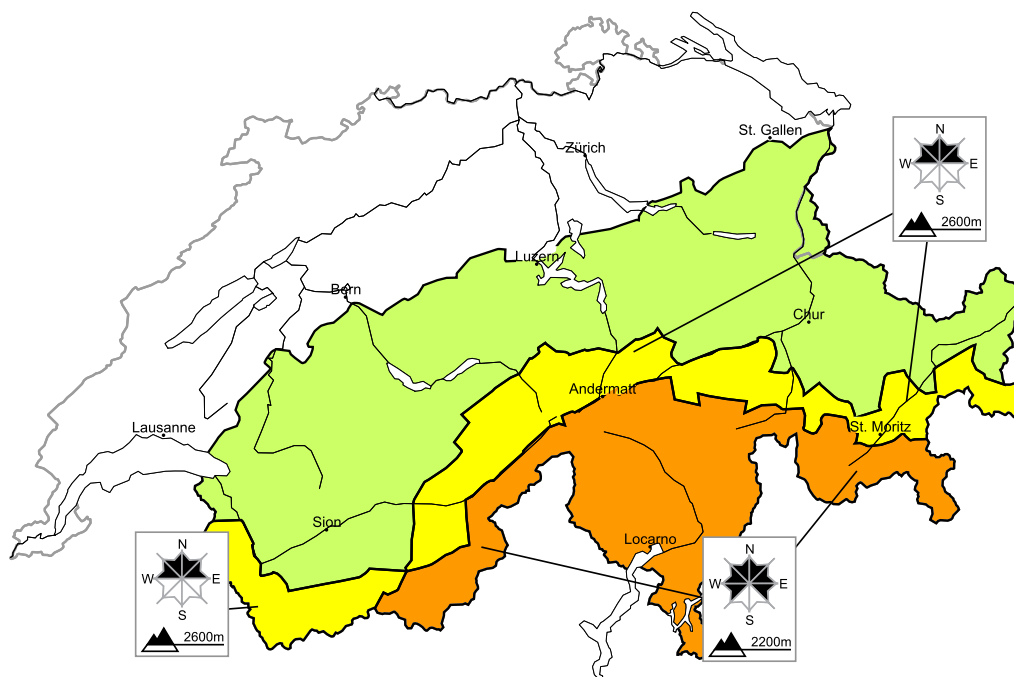 St. Gallen
Zürich
N
W E
S
2600m
Luzern
Bern
Chur
Andermatt
Lausanne
St. Moritz
Sion
Locarno
N
W E
S
2600m
N
W E
S
2200m